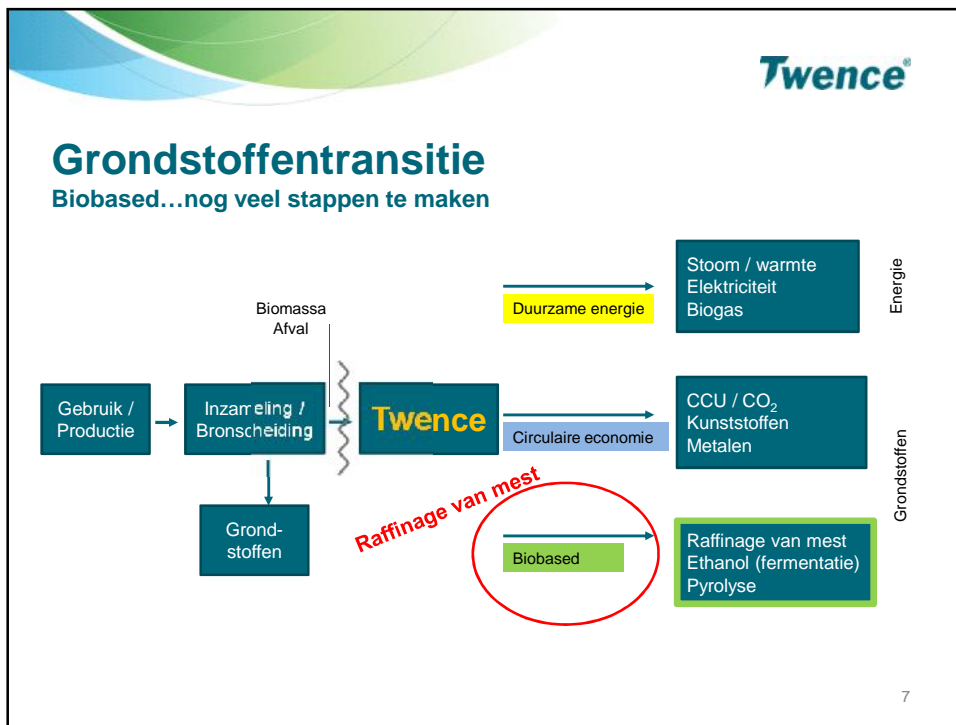 Twence®
Grondstoffentransitie
Biobased…nog veel stappen te maken
Biomassa
Afval
Gebruik /
Productie
Inzameling /
Bronscheiding
Grond-
stoffen
Twence
Duurzame energie
Stoom / warmte
Elektriciteit
Biogas
Energie
Circulaire economie
CCU / CO₂
Kunststoffen
Metalen
Grondstoffen
Raffinage van mest
Biobased
Raffinage van mest
Ethanol (fermentatie)
Pyrolyse
7